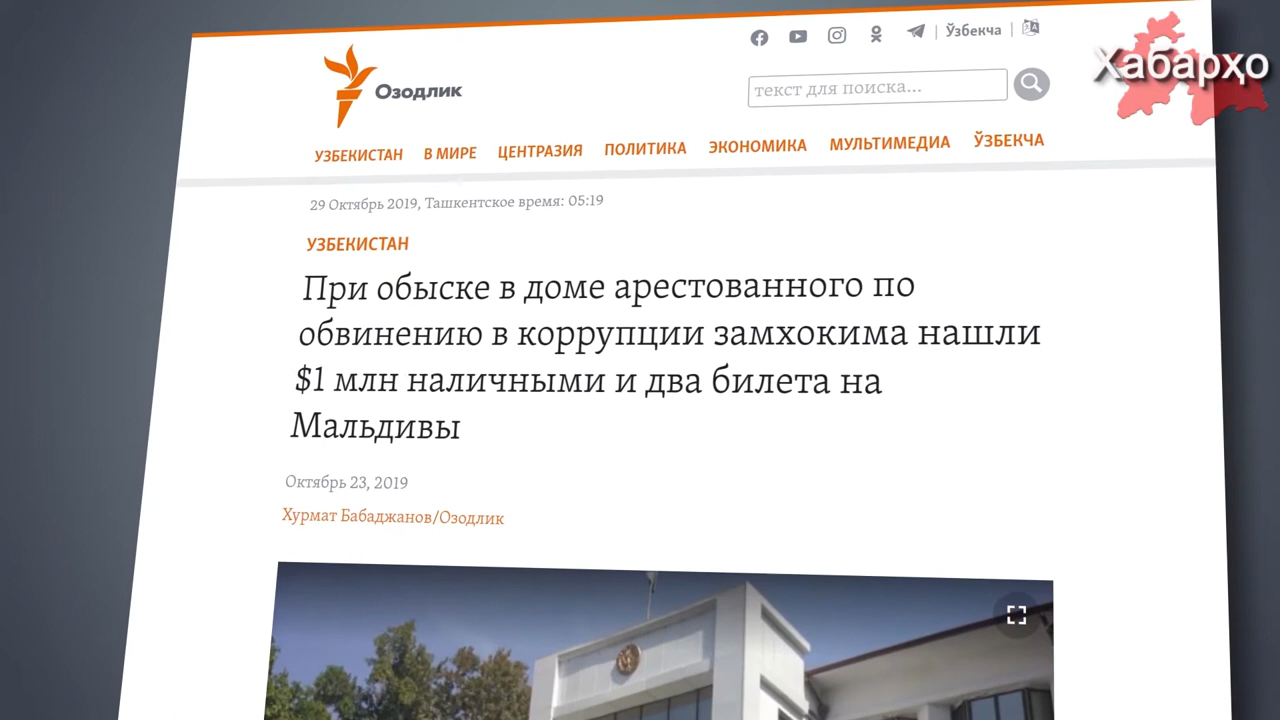 Ўзбекча
Хабарҳо
Озодлик
текст для поиска...
УЗБЕКИСТАН В МИРЕ ЦЕНТРАЗИЯ ПОЛИТИКА ЭКОНОМИКА МУЛЬТИМЕДИА ЎЗБЕКЧА
29 Октябрь 2019, Ташкентское время: 05:19
УЗБЕКИСТАН
При обыске в доме арестованного по
обвинению в коррупции замхокима нашли
$1 млн наличными и два билета на
Мальдивы
Октябрь 23, 2019
Хурмат Бабаджанов/Озодлик